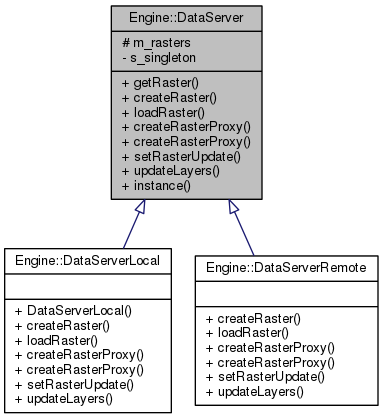 Engine::DataServer
# m_rasters
- s_singleton
+ getRaster()
+ createRaster()
+ loadRaster()
+ createRasterProxy()
+ createRasterProxy()
+ setRasterUpdate()
+ updateLayers()
+ instance()
Engine::DataServerLocal
+ DataServerLocal()
+ createRaster()
+ loadRaster()
+ createRasterProxy()
+ createRasterProxy()
+ setRasterUpdate()
+ updateLayers()
Engine::DataServerRemote
+ createRaster()
+ loadRaster()
+ createRasterProxy()
+ createRasterProxy()
+ setRasterUpdate()
+ updateLayers()